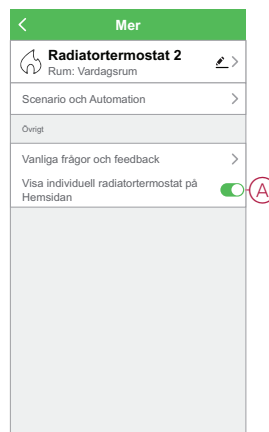 Mer
Radiatortermostat 2
Rum: Vardagsrum
Scenario och Automation
Övrigt
Vanliga frågor och feedback
Visa individuell radiatortermostat på
Hemsidan
A